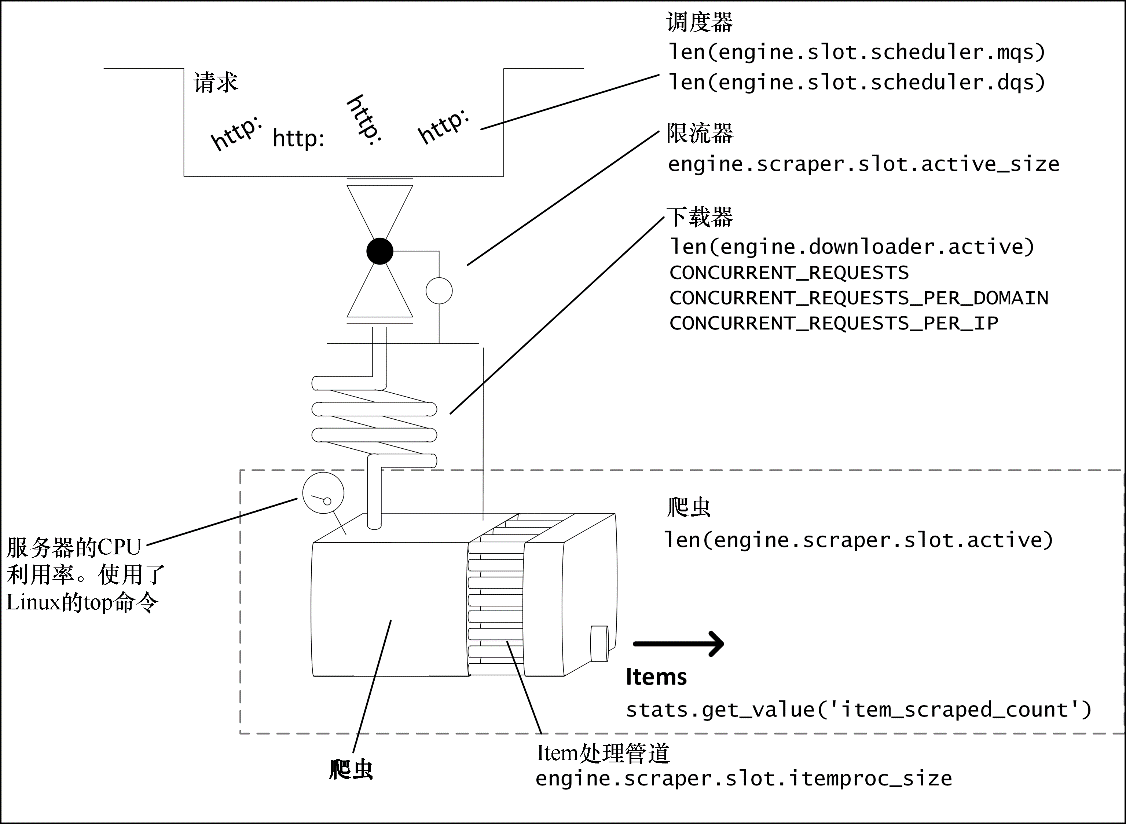 调度器
len(engine.slot.scheduler.mqs)
len(engine.slot.scheduler.dqs)
请求
http:
http:
http:
http:
限流器
engine.scraper.slot.active_size
下载器
len(engine.downloader.active)
CONCURRENT_REQUESTS
CONCURRENT_REQUESTS_PER_DOMAIN
CONCURRENT_REQUESTS_PER_IP
爬虫
len(engine.scraper.slot.active)
服务器的CPU
利用率。使用了
Linux的top命令
Items
stats.get_value('item_scraped_count')
爬虫
Item处理管道
engine.scraper.slot.itemproc_size